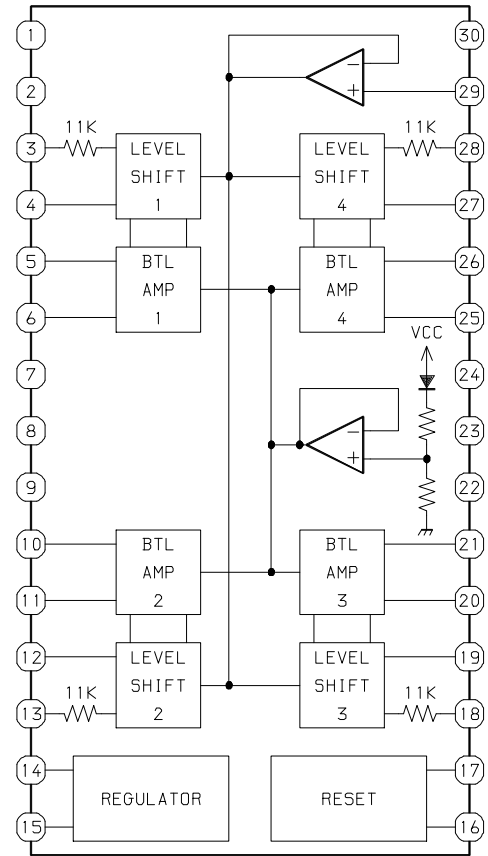 1 30
2 29
11K 11K
3 LEVEL LEVEL 28
SHIFT SHIFT
4 1 4 27
5 BTL BTL 26
AMP AMP
6 1 4 25
VCC
7 24
−
8 23
+
9 22
10 BTL BTL 21
AMP AMP
11 2 3 20
12 LEVEL LEVEL 19
SHIFT SHIFT
11K 11K
13 2 3 18
14 17
REGULATOR RESET
15 16